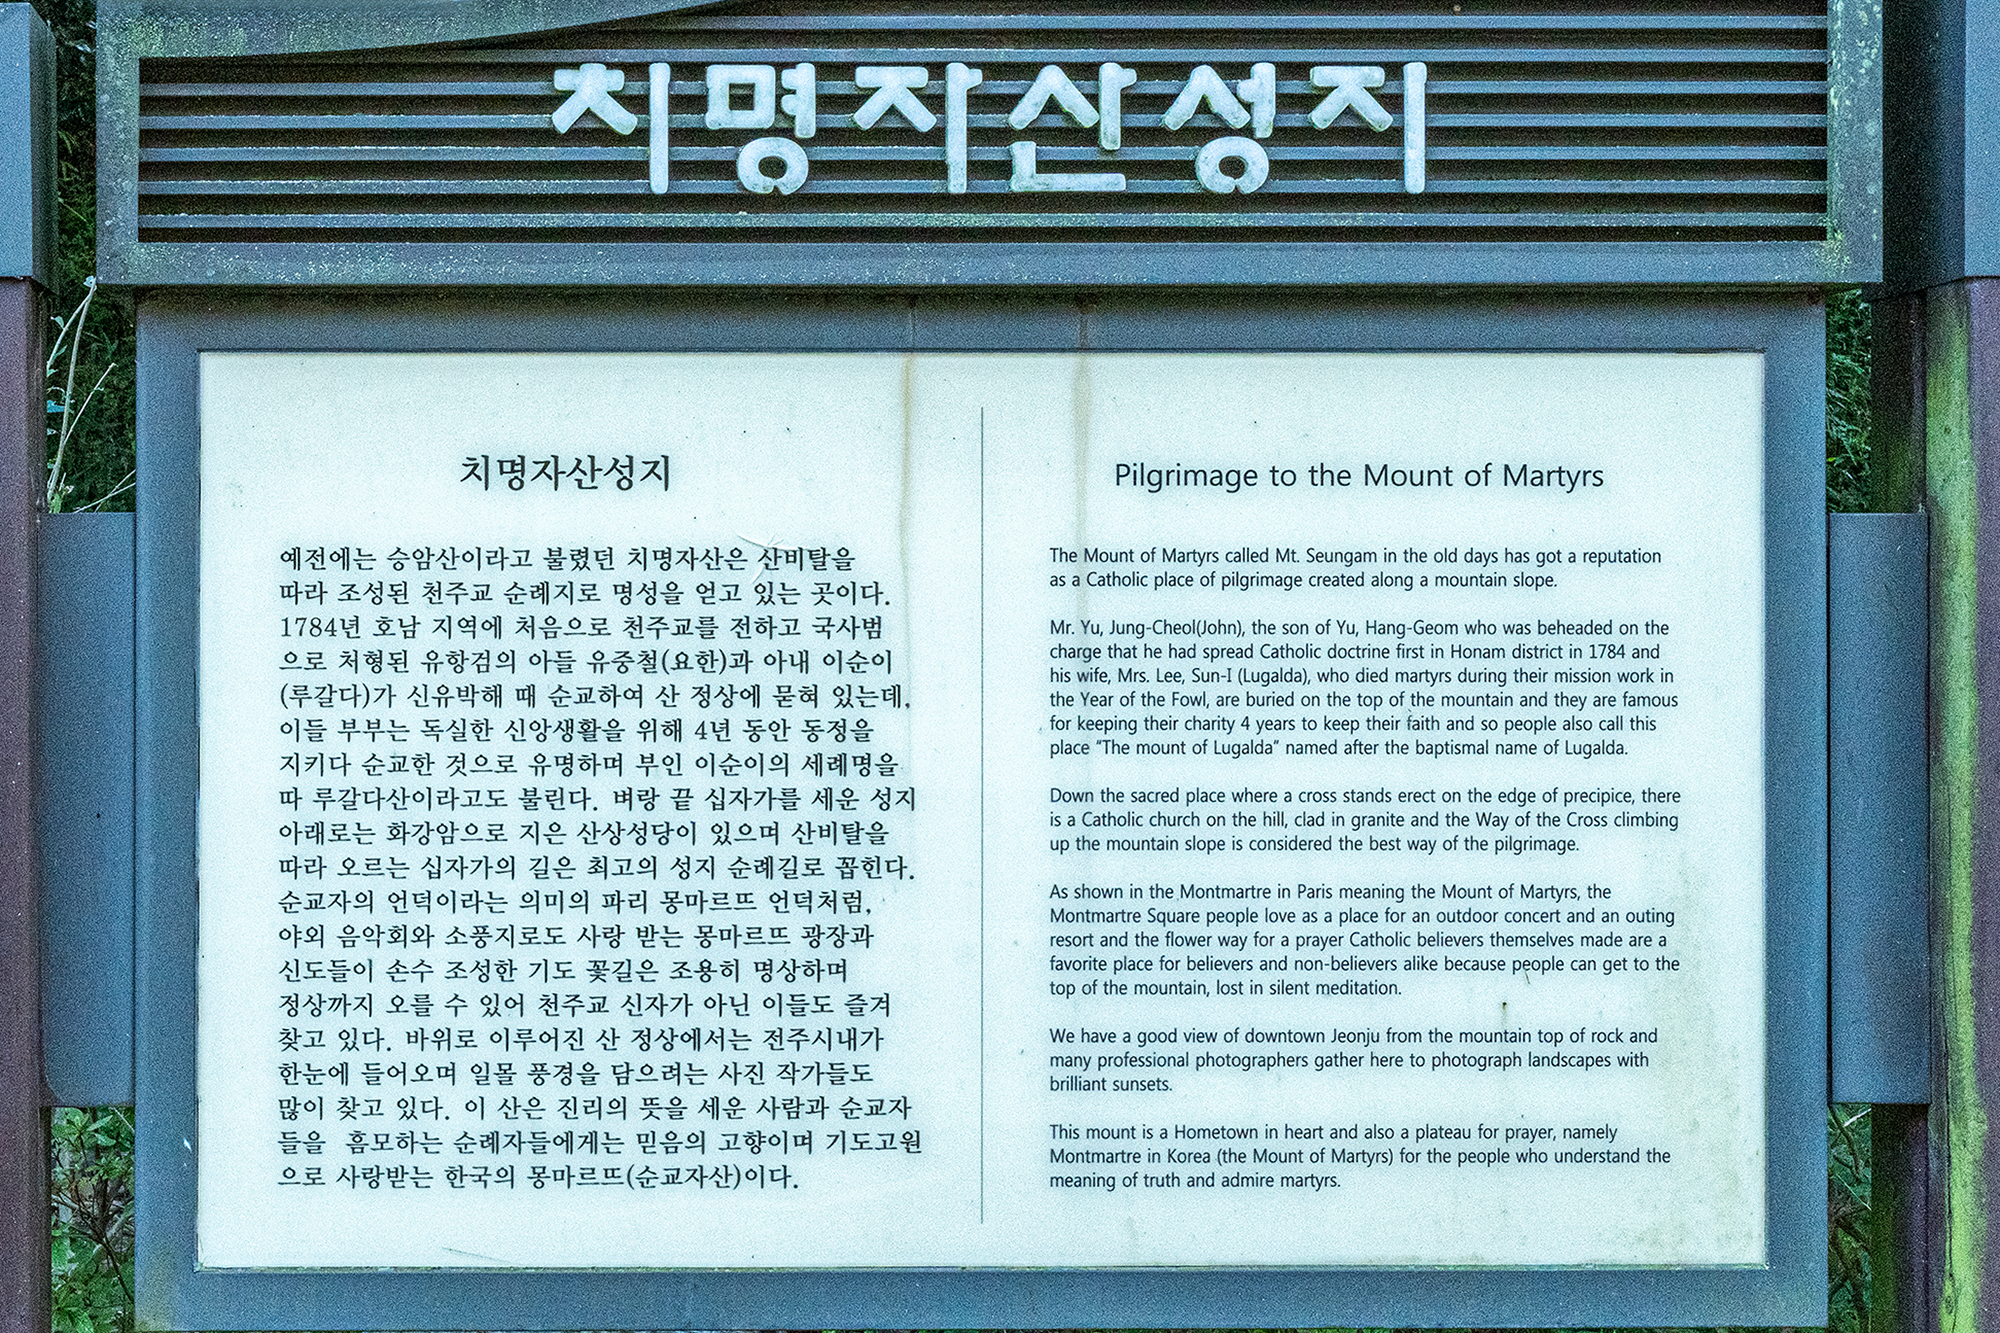 치명자산성지
치명자산성지
예전에는 승암산이라고 불렸던 치명자산은 산비탈을
따라 조성된 천주교 순례지로 명성을 얻고 있는 곳이다.
1784년 호남 지역에 처음으로 천주교를 전하고 국사범
으로 처형된 유항검의 아들 유중철(요한)과 아내 이순이
(루갈다)가 신유박해 때 순교하여 산 정상에 묻혀 있는데,
이들 부부는 독실한 신앙생활을 위해 4년 동안 동정을
지키다 순교한 것으로 유명하며 부인 이순이의 세례명을
따 루갈다산이라고도 불린다. 벼랑 끝 십자가를 세운 성지
아래로는 화강암으로 지은 산상성당이 있으며 산비탈을
따라 오르는 십자가의 길은 최고의 성지 순례길로 꼽힌다.
순교자의 언덕이라는 의미의 파리 몽마르뜨 언덕처럼,
야외 음악회와 소풍지로도 사랑 받는 몽마르뜨 광장과
신도들이 손수 조성한 기도 꽃길은 조용히 명상하며
정상까지 오를 수 있어 천주교 신자가 아닌 이들도 즐겨
찾고 있다. 바위로 이루어진 산 정상에서는 전주시내가
한눈에 들어오며 일몰 풍경을 담으려는 사진 작가들도
많이 찾고 있다. 이 산은 진리의 뜻을 세운 사람과 순교자
들을 흠모하는 순례자들에게는 믿음의 고향이며 기도고원
으로 사랑받는 한국의 몽마르뜨(순교자산)이다.
Pilgrimage to the Mount of Martyrs
The Mount of Martyrs called Mt. Seungam in the old days has got a reputation
as a Catholic place of pilgrimage created along a mountain slope.
Mr. Yu, Jung-Cheol(John), the son of Yu, Hang-Geom who was beheaded on the
charge that he had spread Catholic doctrine first in Honam district in 1784 and
his wife, Mrs. Lee, Sun-I (Lugalda), who died martyrs during their mission work in
the Year of the Fowl, are buried on the top of the mountain and they are famous
for keeping their charity 4 years to keep their faith and so people also call this
place "The mount of Lugalda" named after the baptismal name of Lugalda.
Down the sacred place where a cross stands erect on the edge of precipice, there
is a Catholic church on the hill, clad in granite and the Way of the Cross climbing
up the mountain slope is considered the best way of the pilgrimage.
As shown in the Montmartre in Paris meaning the Mount of Martyrs, the
Montmartre Square people love as a place for an outdoor concert and an outing
resort and the flower way for a prayer Catholic believers themselves made are a
favorite place for believers and non-believers alike because people can get to the
top of the mountain, lost in silent meditation.
We have a good view of downtown Jeonju from the mountain top of rock and
many professional photographers gather here to photograph landscapes with
brilliant sunsets.
This mount is a Hometown in heart and also a plateau for prayer, namely
Montmartre in Korea (the Mount of Martyrs) for the people who understand the
meaning of truth and admire martyrs.